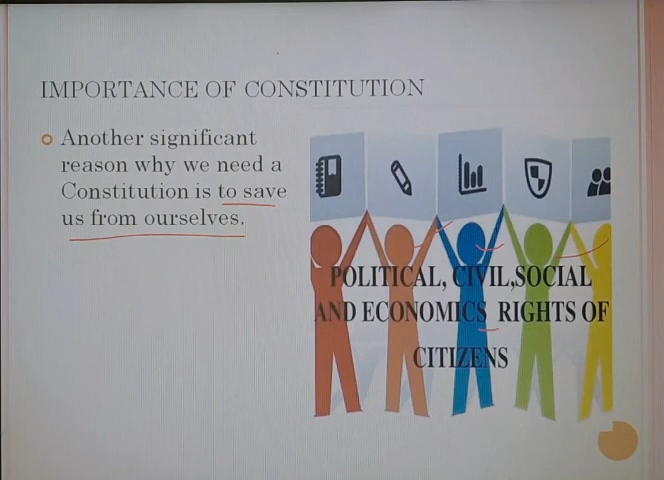 IMPORTANCE OF CONSTITUTION
Another significant
reason why we need a
Constitution is to save
us from ourselves.
POLITICAL, CIVIL,SOCIAL
AND ECONOMICS RIGHTS OF
CITIZENS